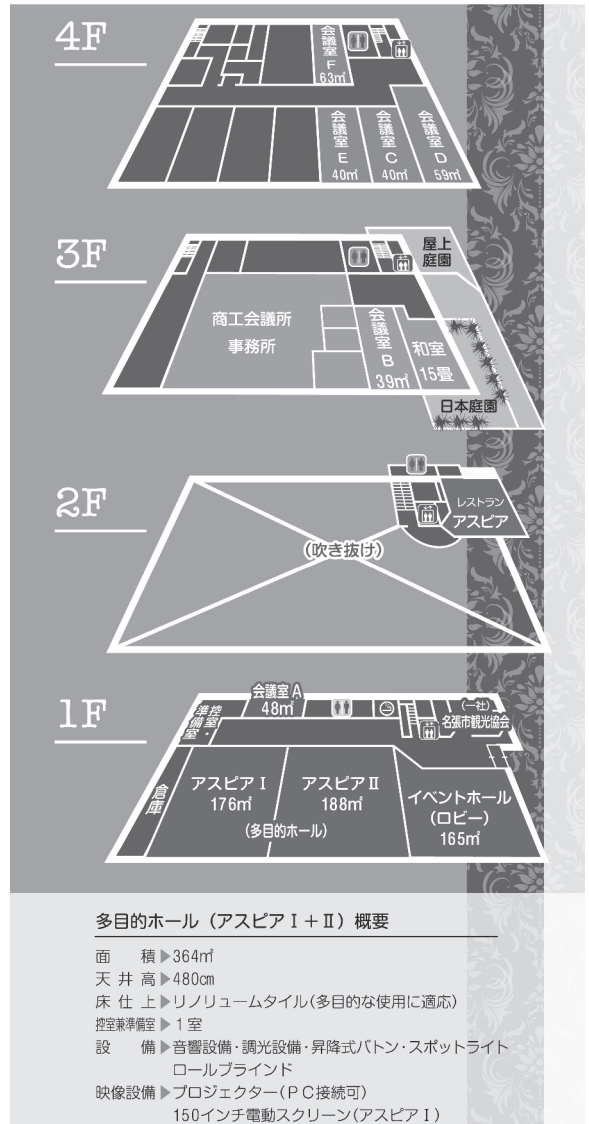 4F
会議室F
63㎡
会議室E
40㎡
会議室C
40㎡
会議室D
59㎡
3F
屋上
庭園
商工会議所
事務所
会議室B
39㎡
和室
15畳
日本庭園
2F
レストラン
アスピア
(吹き抜け)
1F
控室・
準備室
会議室A
48㎡
(一社)
名張市観光協会
倉庫
アスピアⅠ
176㎡
アスピアⅡ
188㎡
(多目的ホール)
イベントホール
(ロビー)
165㎡
多目的ホール(アスピアⅠ+Ⅱ)概要
面 積▶364㎡
天井高▶480㎝
床仕上▶リノリュームタイル(多目的な使用に適応)
控室兼準備室▶1室
設 備▶音響設備・調光設備・昇降式バトン・スポットライト
ロールブラインド
映像設備▶プロジェクター(PC接続可)
150インチ電動スクリーン(アスピアⅠ)